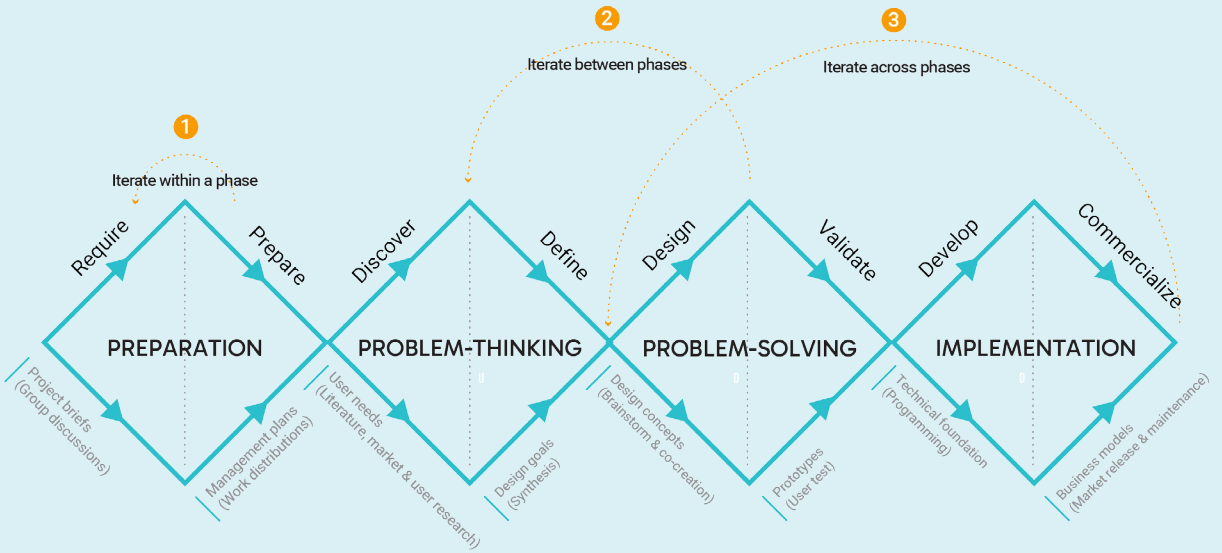 2
3
Iterate between phases
Iterate across phases
1
Iterate within a phase
Require
Prepare
Discover
Define
Design
Validate
Develop
Commercialize
PREPARATION
PROBLEM-THINKING
PROBLEM-SOLVING
IMPLEMENTATION
Project briefs
(Group discussions)
Management plans
(Work distributions)
User needs
(Literature, market & user research)
Design goals
(Synthesis)
Design concepts
(Brainstorm & co-creation)
Prototypes
(User test)
Technical foundation
(Programming)
Business models
(Market release & maintenance)